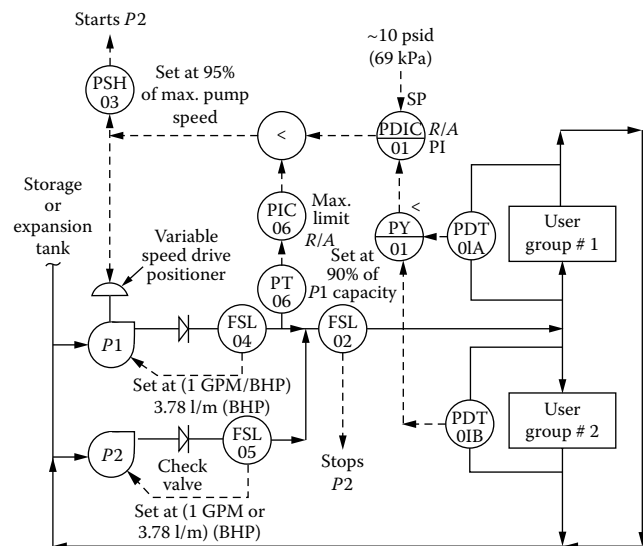 Starts P2
~10 psid
(69 kPa)
PSH
03
Set at 95%
of max. pump
speed
SP
<
PDIC
01
R/A
PI
Storage
or
expansion
tank
Variable
speed drive
positioner
PIC
06
Max.
limit
R/A
<
PY
01
PDT
0lA
User
group # 1
PT
06
Set at
90% of
P1 capacity
P1
FSL
04
FSL
02
Set at (1 GPM/BHP)
3.78 l/m (BHP)
PDT
0IB
User
group # 2
P2
Check
valve
FSL
05
Stops
P2
Set at (1 GPM or
3.78 l/m) (BHP)